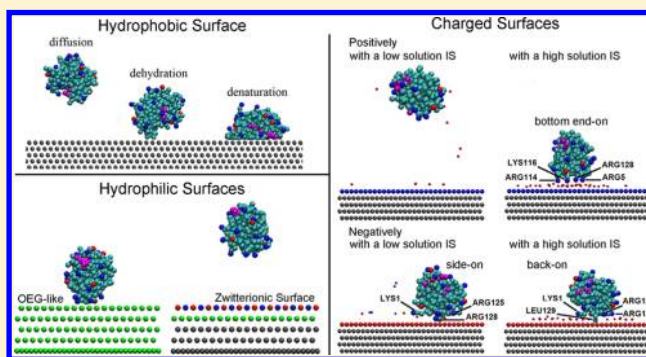 Hydrophobic Surface
diffusion
dehydration
denaturation
Hydrophilic Surfaces
OEG-like
Zwitterionic Surface
Charged Surfaces
Positively
with a low solution IS
with a high solution IS
bottom end-on
LYS116
ARG128
ARG114
ARG5
Negatively
with a low solution IS
with a high solution IS
side-on
back-on
LYS1
ARG125
ARG128
LYS1
LEU129